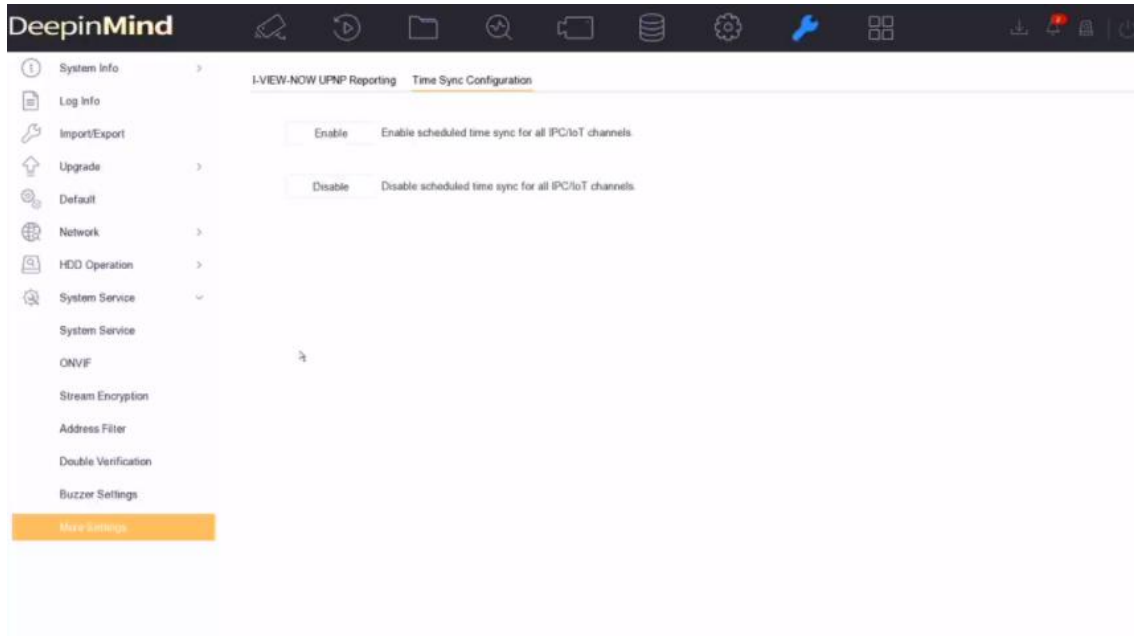 DeepinMind
System Info
Log Info
Import/Export
Upgrade
Default
Network
HDD Operation
System Service
System Service
ONVIF
Stream Encryption
Address Filter
Double Verification
Buzzer Settings
More Settings
I-VIEW-NOW UPNP Reporting Time Sync Configuration
Enable Enable scheduled time sync for all IPC/IoT channels.
Disable Disable scheduled time sync for all IPC/IoT channels.